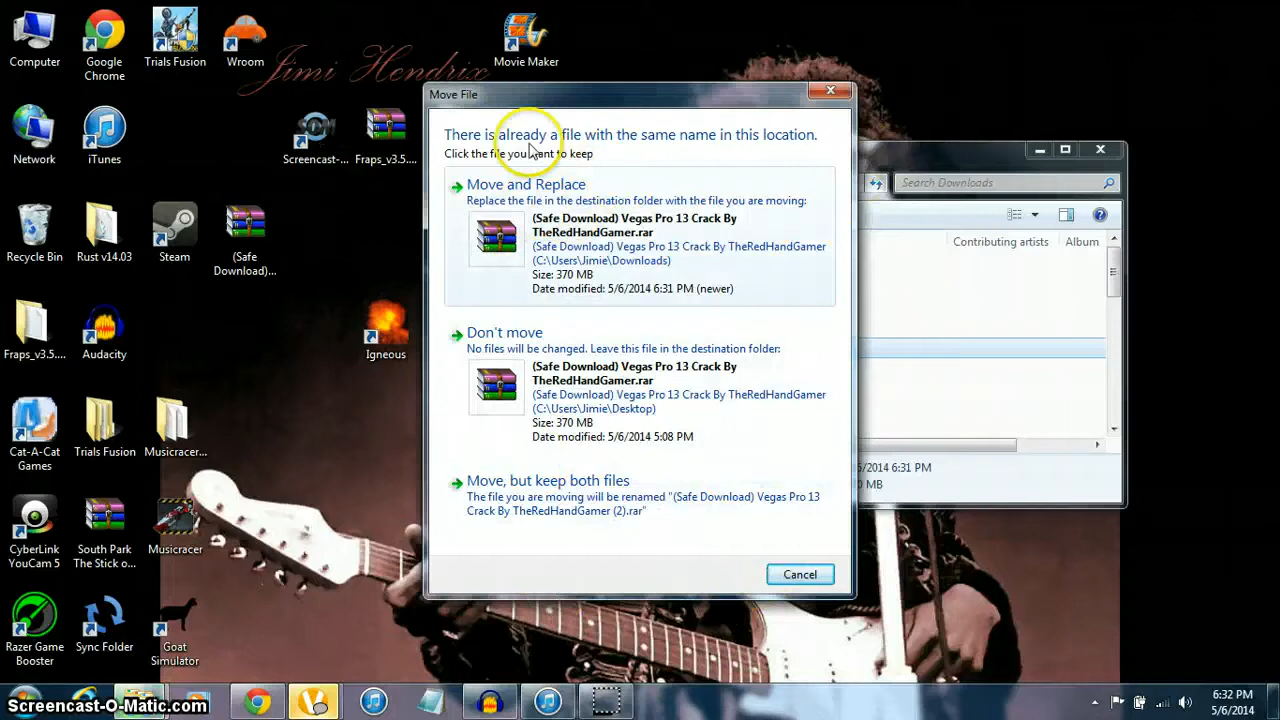 Computer
Google
Chrome
Trials Fusion
Wroom
Movie Maker
Jimi Hendrix
Network
iTunes
Screencast-...
Fraps_v3.5....
Recycle Bin
Rust v14.03
Steam
(Safe
Download)...
Fraps_v3.5....
Audacity
Igneous
Cat-A-Cat
Games
Trials Fusion
Musicracer...
CyberLink
YouCam 5
South Park
The Stick o...
Musicracer
Razer Game
Booster
Sync Folder
Goat
Simulator
Move File
There is already a file with the same name in this location.
Click the file you want to keep
Move and Replace
Replace the file in the destination folder with the file you are moving:
(Safe Download) Vegas Pro 13 Crack By
TheRedHandGamer.rar
(Safe Download) Vegas Pro 13 Crack By TheRedHandGamer
(C:\Users\Jimie\Downloads)
Size: 370 MB
Date modified: 5/6/2014 6:31 PM (newer)
Don't move
No files will be changed. Leave this file in the destination folder:
(Safe Download) Vegas Pro 13 Crack By
TheRedHandGamer.rar
(Safe Download) Vegas Pro 13 Crack By TheRedHandGamer
(C:\Users\Jimie\Desktop)
Size: 370 MB
Date modified: 5/6/2014 5:08 PM
Move, but keep both files
The file you are moving will be renamed "(Safe Download) Vegas Pro 13
Crack By TheRedHandGamer (2).rar"
Cancel
Search Downloads
Contributing artists
Album
5/6/2014 6:31 PM
0 MB
Screencast-O-Matic.com
6:32 PM
5/6/2014